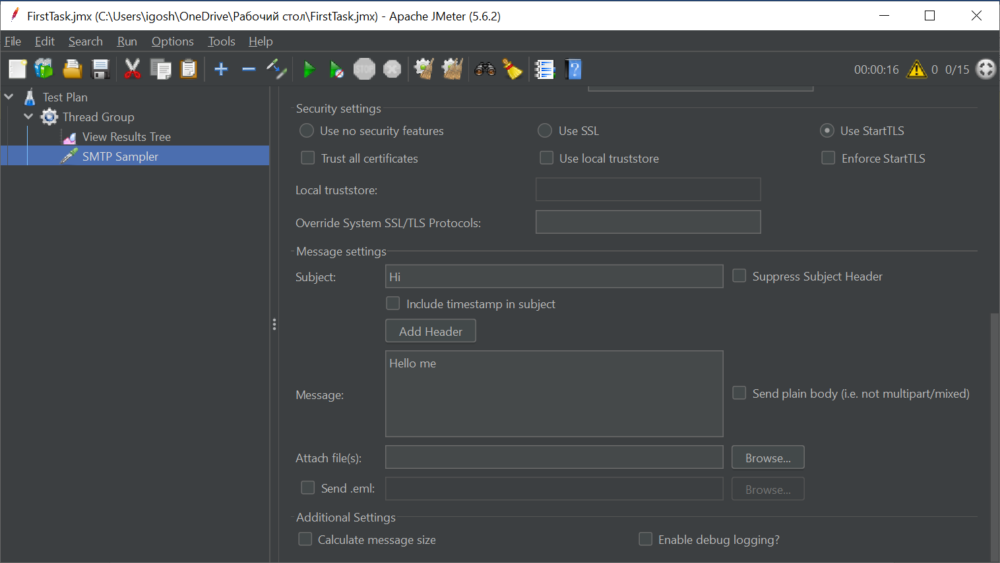 FirstTask.jmx (C:\Users\igosh\OneDrive\Рабочий стол\FirstTask.jmx) - Apache JMeter (5.6.2)
File Edit Search Run Options Tools Help
STOP
00:00:16 0 0/15
Test Plan
Thread Group
View Results Tree
SMTP Sampler
Security settings
Use no security features Use SSL Use StartTLS
Trust all certificates Use local truststore Enforce StartTLS
Local truststore:
Override System SSL/TLS Protocols:
Message settings
Subject: Hi Suppress Subject Header
Include timestamp in subject
Add Header
Hello me
Message: Send plain body (i.e. not multipart/mixed)
Attach file(s): Browse...
Send .eml: Browse...
Additional Settings
Calculate message size Enable debug logging?